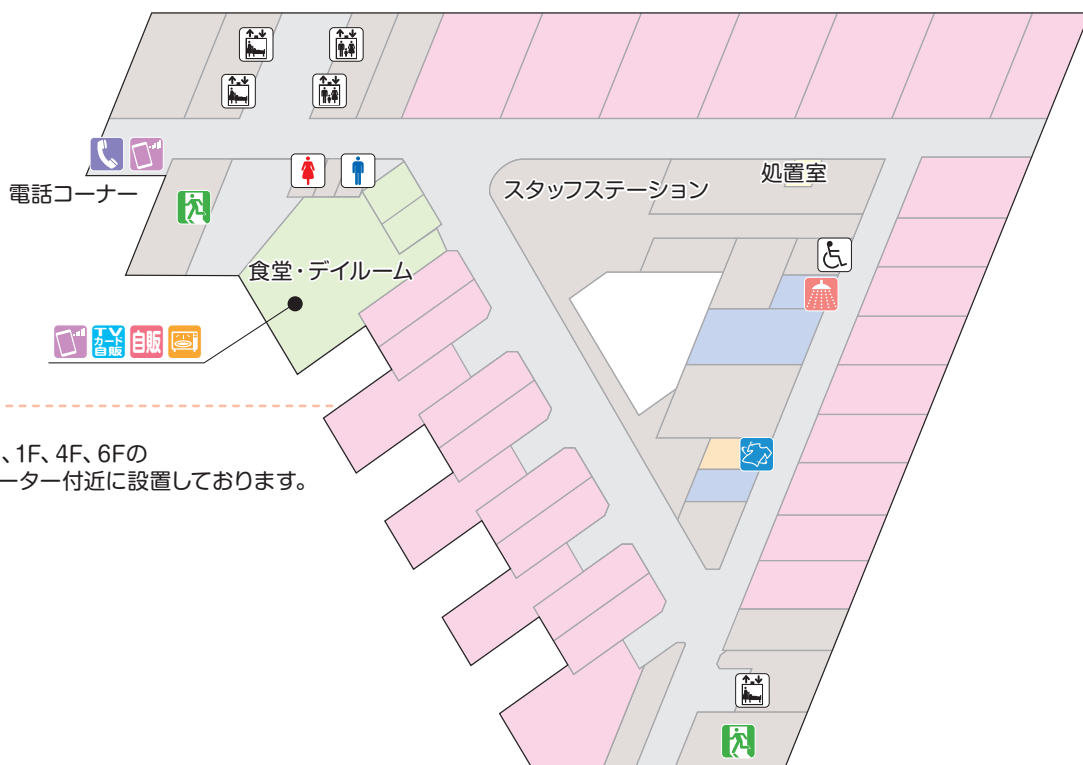 電話コーナー
スタッフステーション
処置室
食堂・デイルーム
TV
カード
自販
自販
、1F、4F、6Fの
ーター付近に設置しております。